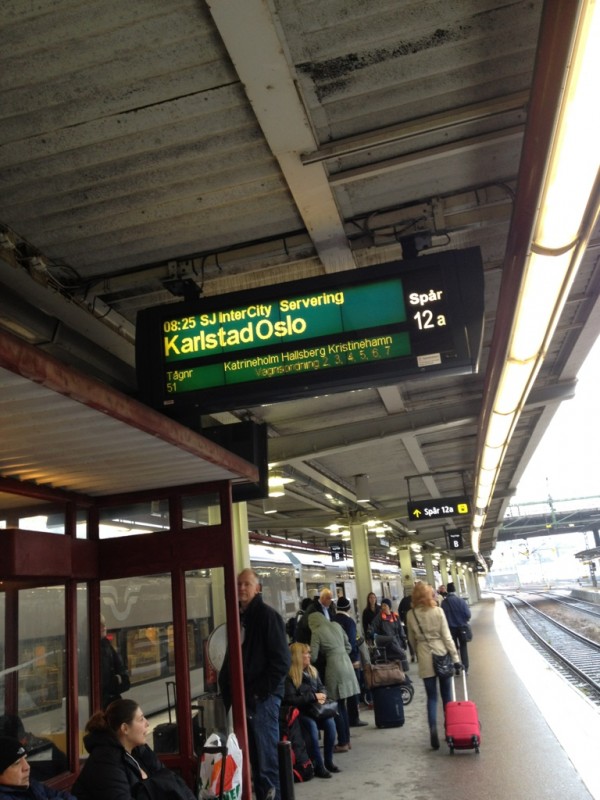 08:25 SJ InterCity Servering
Karlstad Oslo
Spår
12 a
Tågnr
51
Katrineholm Hallsberg Kristinehamn
Vagnsordning 2, 3, 4, 5, 6, 7
Spår 12a
B